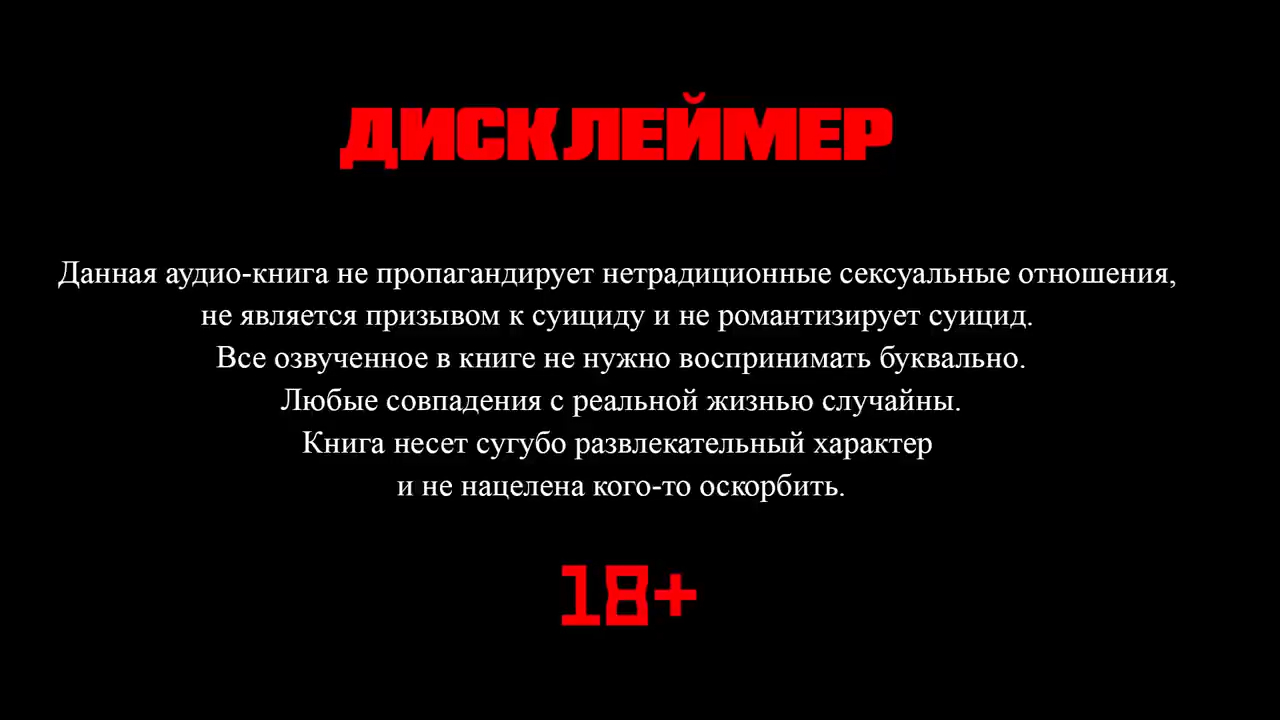 ДИСКЛЕЙМЕР
Данная аудио-книга не пропагандирует нетрадиционные сексуальные отношения,
не является призывом к суициду и не романтизирует суицид.
Все озвученное в книге не нужно воспринимать буквально.
Любые совпадения с реальной жизнью случайны.
Книга несет сугубо развлекательный характер
и не нацелена кого-то оскорбить.
18+